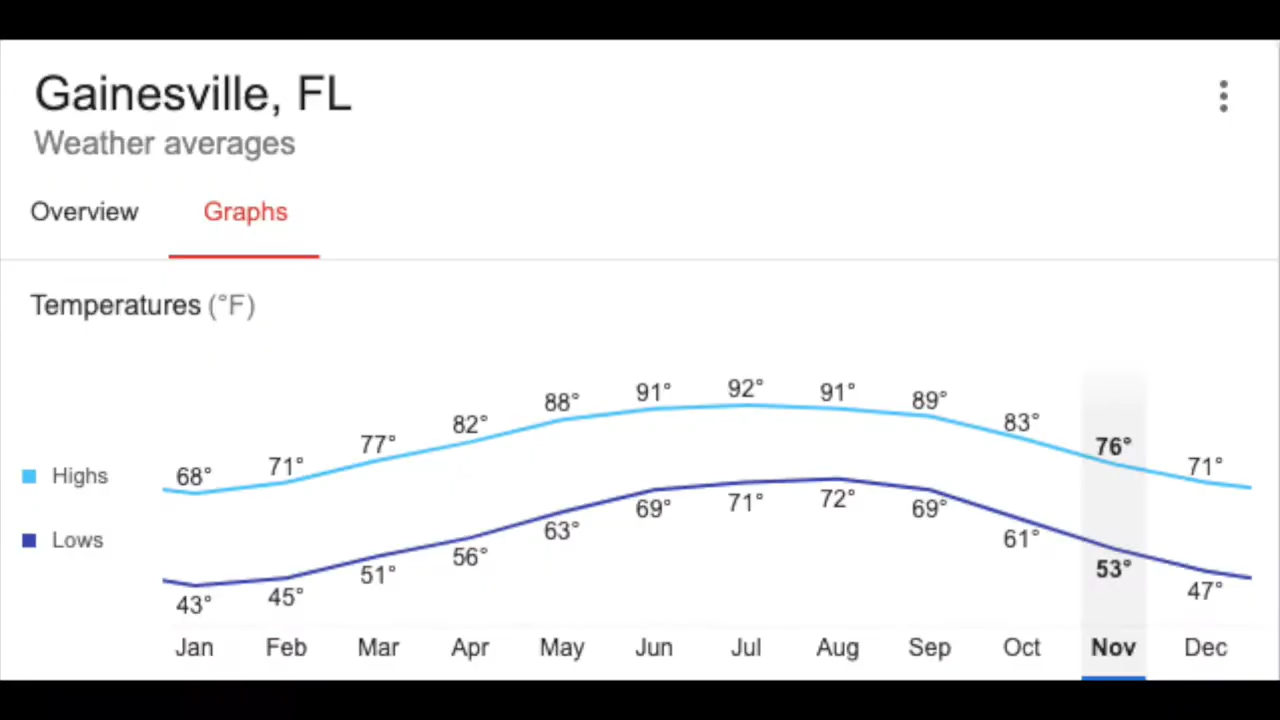 Gainesville, FL
Weather averages
Overview Graphs
Temperatures (°F)
68° 71° 77° 82° 88° 91° 92° 91° 89° 83° 76° 71°
Highs
Lows
43° 45° 51° 56° 63° 69° 71° 72° 69° 61° 53° 47°
Jan Feb Mar Apr May Jun Jul Aug Sep Oct Nov Dec